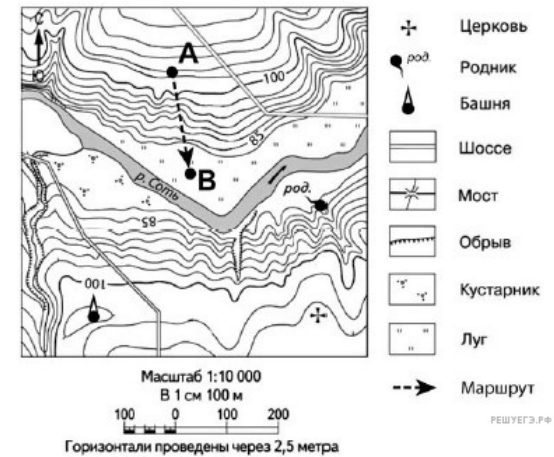 С
Ю
А
100
85
В
р. Соть
род.
85
100
Церковь
род.
Родник
Башня
Шоссе
Мост
Обрыв
Кустарник
Луг
Маршрут
РЕШУЕГЭ.РФ
Масштаб 1:10 000
В 1 см 100 м
100 0 100 200
Горизонтали проведены через 2,5 метра